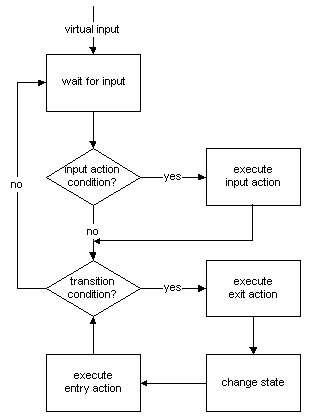 virtual input
wait for input
input action
condition?
yes
execute
input action
no
no
transition
condition?
yes
execute
exit action
execute
entry action
change state